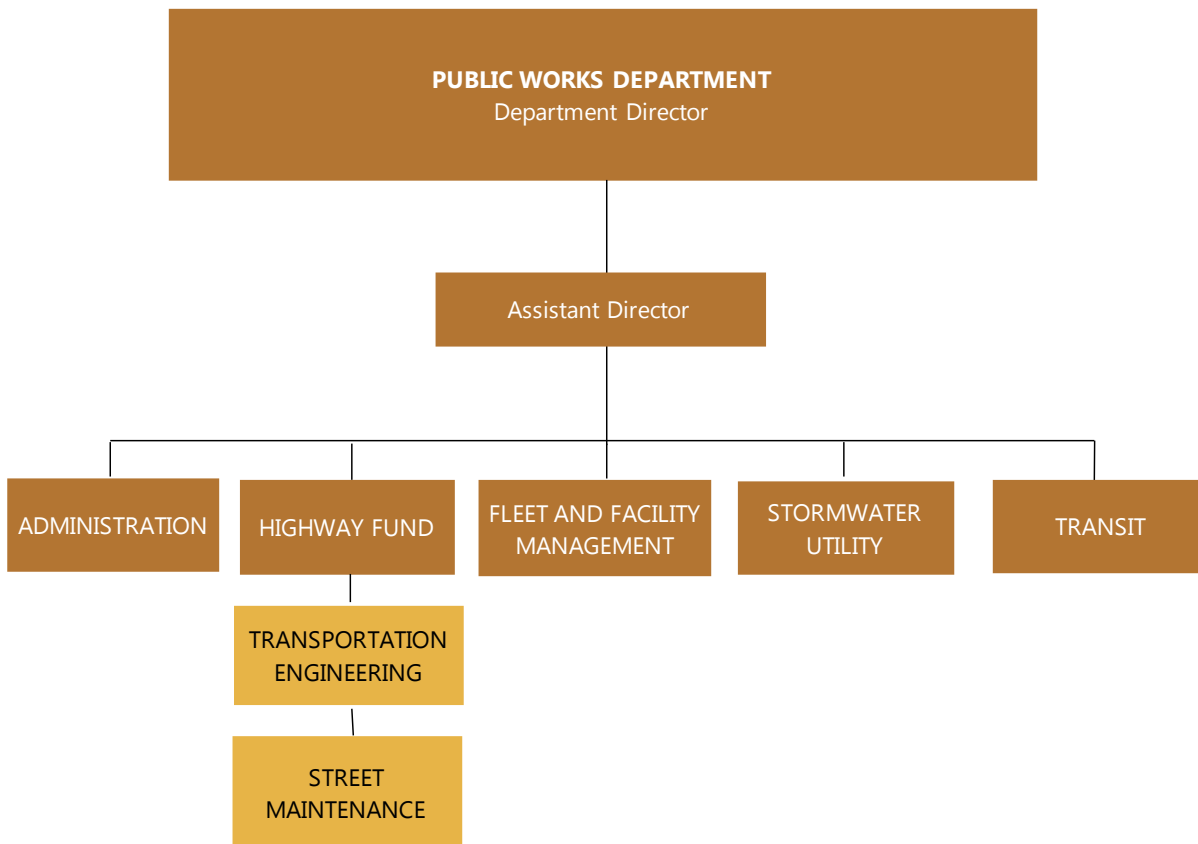 PUBLIC WORKS DEPARTMENT
Department Director
Assistant Director
ADMINISTRATION
HIGHWAY FUND
FLEET AND FACILITY
MANAGEMENT
STORMWATER
UTILITY
TRANSIT
TRANSPORTATION
ENGINEERING
STREET
MAINTENANCE